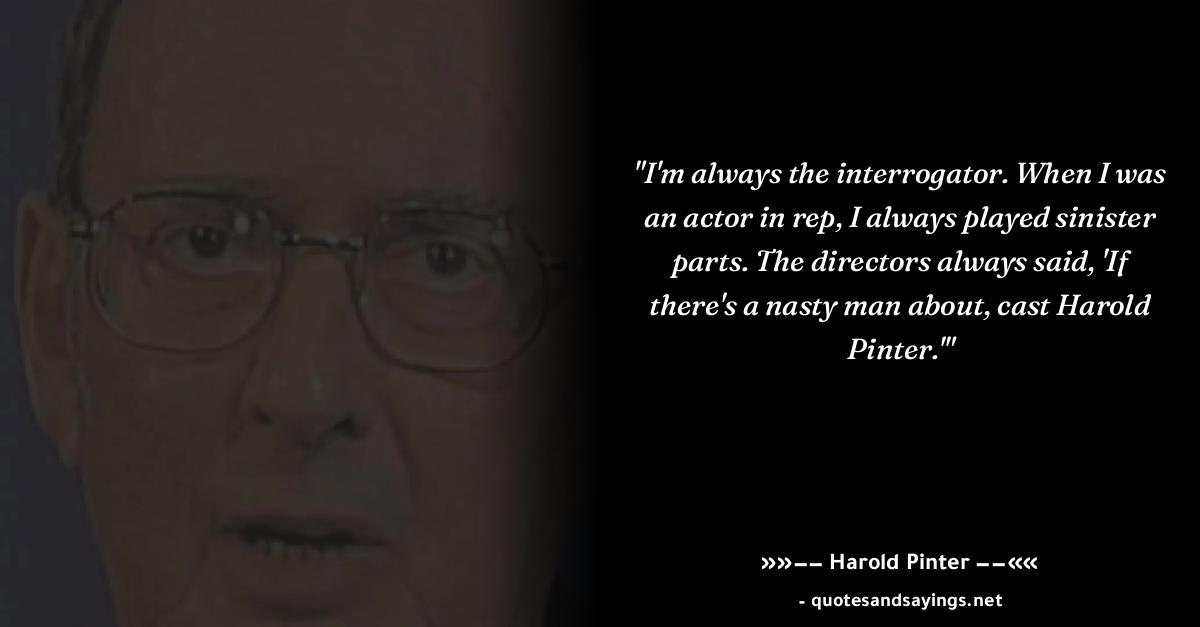 "I'm always the interrogator. When I was
an actor in rep, I always played sinister
parts. The directors always said, 'If
there's a nasty man about, cast Harold
Pinter.'"
»»−− Harold Pinter −−««
- quotesandsayings.net